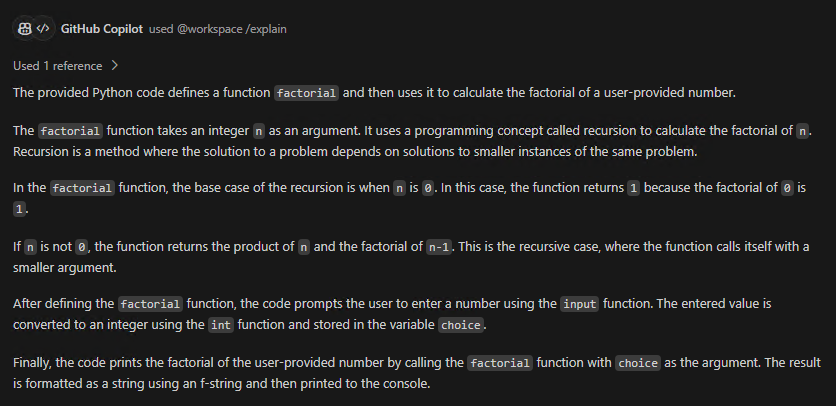 GitHub Copilot used @workspace /explain
Used 1 reference
The provided Python code defines a function factorial and then uses it to calculate the factorial of a user-provided number.
The factorial function takes an integer n as an argument. It uses a programming concept called recursion to calculate the factorial of n.
Recursion is a method where the solution to a problem depends on solutions to smaller instances of the same problem.
In the factorial function, the base case of the recursion is when n is 0. In this case, the function returns 1 because the factorial of 0 is
1.
If n is not 0, the function returns the product of n and the factorial of n-1. This is the recursive case, where the function calls itself with a
smaller argument.
After defining the factorial function, the code prompts the user to enter a number using the input function. The entered value is
converted to an integer using the int function and stored in the variable choice.
Finally, the code prints the factorial of the user-provided number by calling the factorial function with choice as the argument. The result
is formatted as a string using an f-string and then printed to the console.